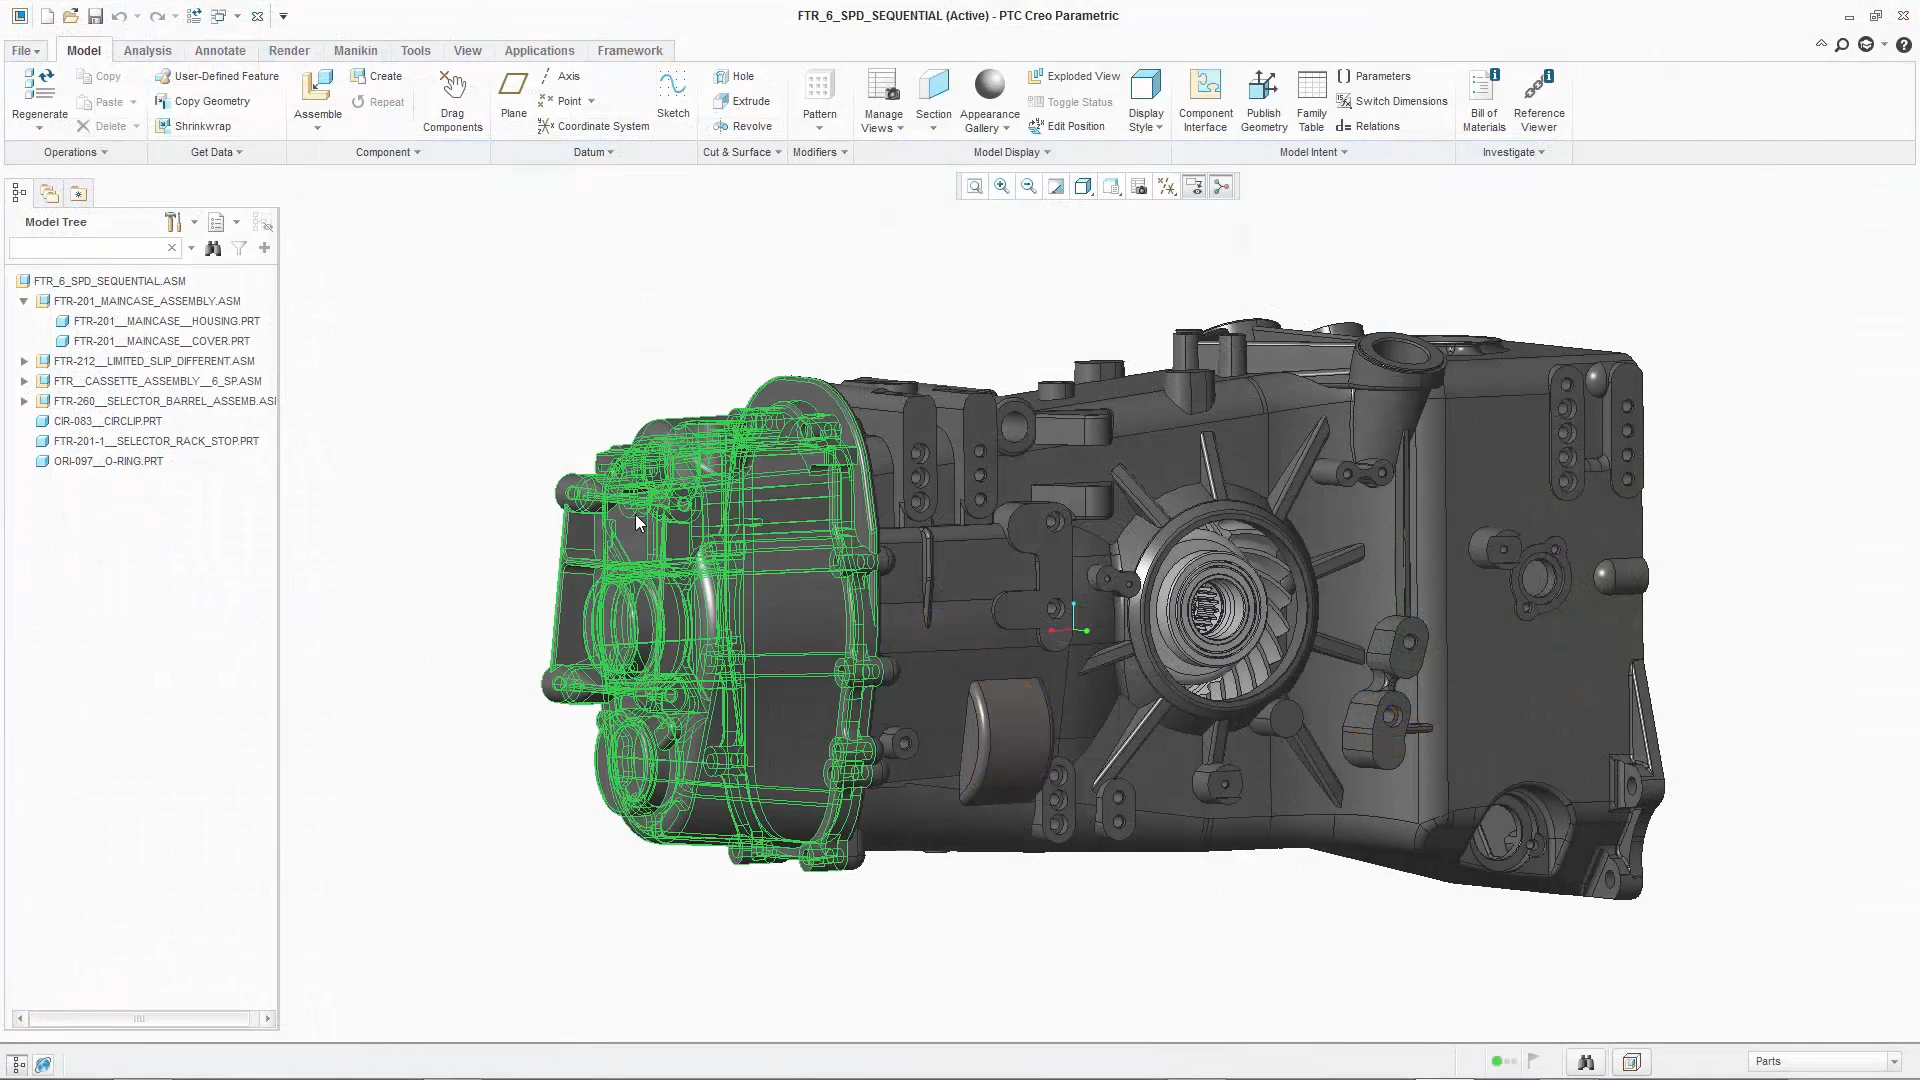 FTR_6_SPD_SEQUENTIAL (Active) - PTC Creo Parametric
File Model Analysis Annotate Render Manikin Tools View Applications Framework
Regenerate
Copy
Paste
Delete
User-Defined Feature
Copy Geometry
Shrinkwrap
Assemble
Create
Repeat
Drag
Components
Plane
Axis
Point
Coordinate System
Sketch
Hole
Extrude
Revolve
Pattern
Manage
Views
Section
Appearance
Gallery
Exploded View
Toggle Status
Edit Position
Display
Style
Component
Interface
Publish
Geometry
Family
Table
Parameters
Switch Dimensions
Relations
Bill of
Materials
Reference
Viewer
Operations Get Data Component Datum Cut & Surface Modifiers Model Display Model Intent Investigate
Model Tree
FTR_6_SPD_SEQUENTIAL.ASM
FTR-201_MAINCASE_ASSEMBLY.ASM
FTR-201__MAINCASE__HOUSING.PRT
FTR-201__MAINCASE__COVER.PRT
FTR-212__LIMITED_SLIP_DIFFERENT.ASM
FTR__CASSETTE_ASSEMBLY__6_SP.ASM
FTR-260__SELECTOR_BARREL_ASSEMB.AS
CIR-083__CIRCLIP.PRT
FTR-201-1__SELECTOR_RACK_STOP.PRT
ORI-097__O-RING.PRT
Parts